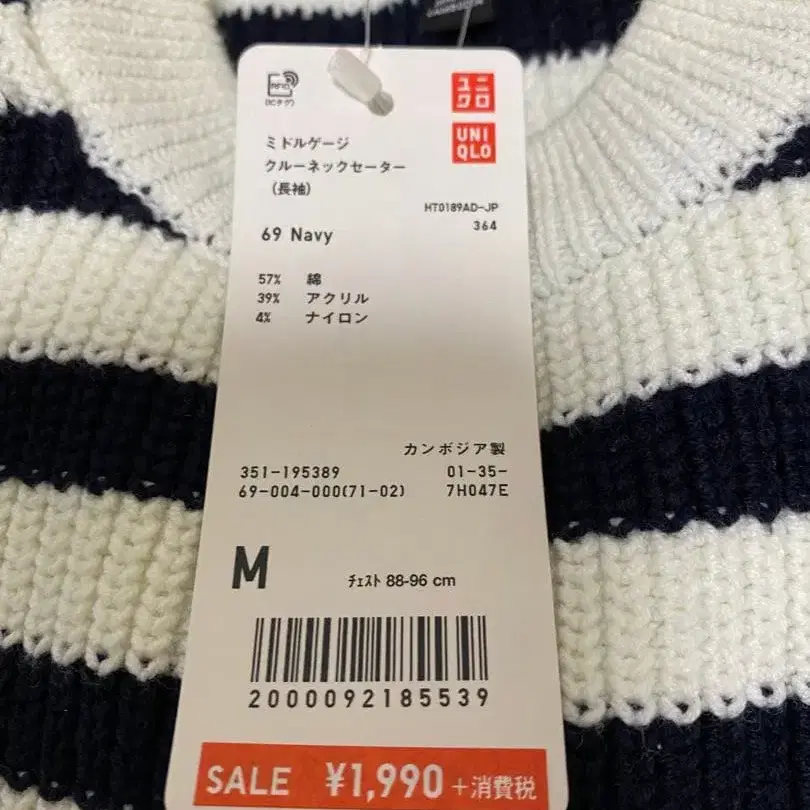 RFID
(ICタグ)
ユニ
クロ
UNI
QLO
ミドルゲージ
クルーネックセーター
(長袖)
HT0189AD-JP
364
69 Navy
57% 綿
39% アクリル
4% ナイロン
カンボジア製
351-195389 01-35-
69-004-000(71-02) 7H047E
M チェスト 88-96 cm
2000092185539
SALE ¥1,990 +消費税